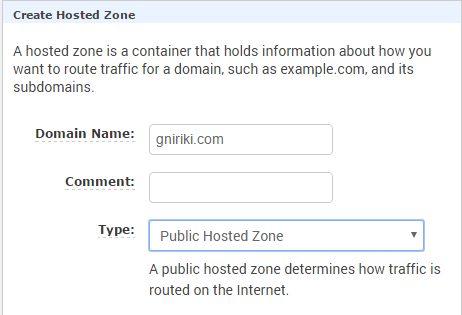 Create Hosted Zone
A hosted zone is a container that holds information about how you
want to route traffic for a domain, such as example.com, and its
subdomains.
Domain Name: gniriki.com
Comment:
Type: Public Hosted Zone
A public hosted zone determines how traffic is
routed on the Internet.